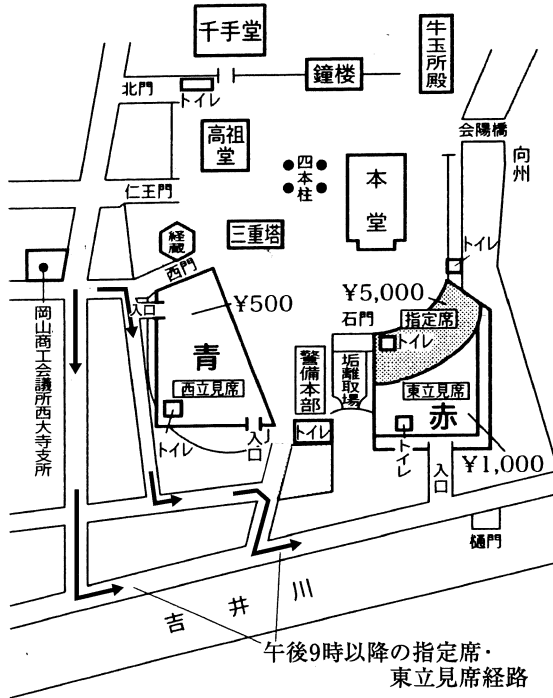 千手堂
牛玉所殿
鐘楼
北門
トイレ
高祖堂
四本柱
本堂
会陽橋
向州
仁王門
経蔵
三重塔
西門
トイレ
岡山商工会議所西大寺支所
入口
¥500
¥5,000
石門
指定席
トイレ
青
西立見席
警備本部
垢離取場
東立見席
赤
トイレ
入口
トイレ
トイレ
¥1,000
入口
樋門
吉井川
午後9時以降の指定席・
東立見席経路